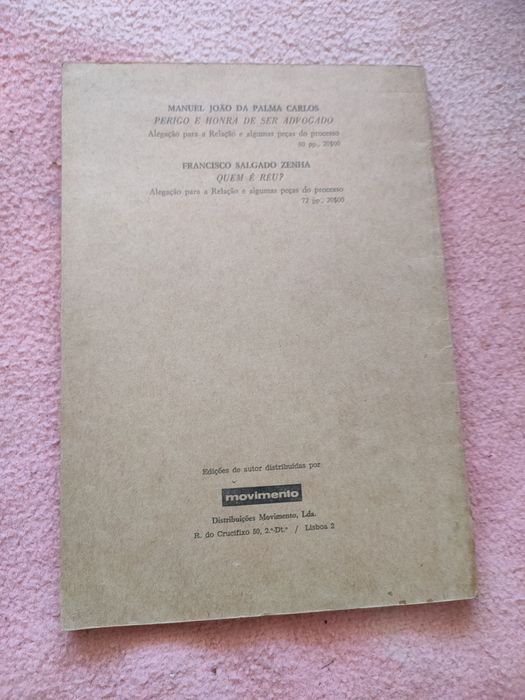 MANUEL JOÃO DA PALMA CARLOS
PERIGO E HONRA DE SER ADVOGADO
Alegação para a Relação e algumas peças do processo
80 pp., 20$00
FRANCISCO SALGADO ZENHA
QUEM É RÉU?
Alegação para a Relação e algumas peças do processo
72 pp., 20$00
Edições de autor distribuídas por
movimento
Distribuições Movimento, Lda.
R. do Crucifixo 50, 2.º-Dt.º / Lisboa 2